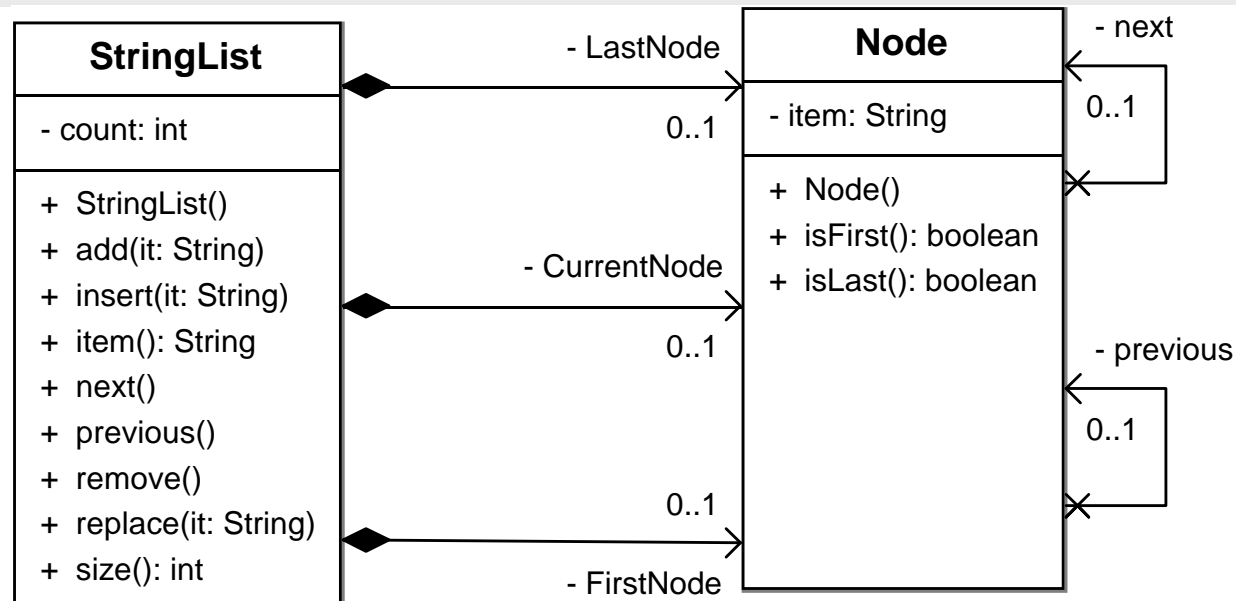 StringList
- count: int
+ StringList()
+ add(it: String)
+ insert(it: String)
+ item(): String
+ next()
+ previous()
+ remove()
+ replace(it: String)
+ size(): int
- LastNode
0..1
- CurrentNode
0..1
0..1
- FirstNode
Node
- item: String
+ Node()
+ isFirst(): boolean
+ isLast(): boolean
- next
0..1
- previous
0..1